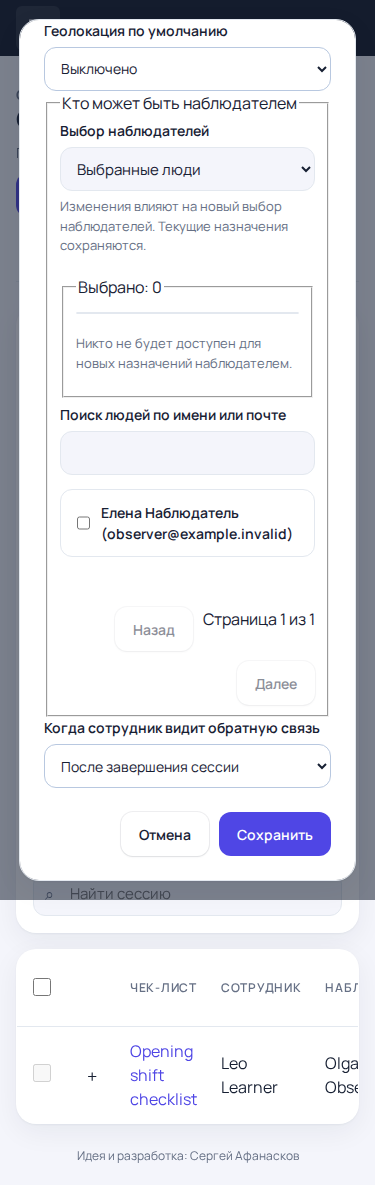 Геолокация по умолчанию
Выключено
Кто может быть наблюдателем
Выбор наблюдателей
Выбранные люди
Изменения влияют на новый выбор
наблюдателей. Текущие назначения
сохраняются.
Выбрано: 0
Никто не будет доступен для
новых назначений наблюдателем.
Поиск людей по имени или почте
Елена Наблюдатель
(observer@example.invalid)
Назад
Страница 1 из 1
Далее
Когда сотрудник видит обратную связь
После завершения сессии
Отмена
Сохранить
Найти сессию
ЧЕК-ЛИСТ СОТРУДНИК
+
Opening
shift
checklist
Leo
Learner
Olga
Идея и разработка: Сергей Афанасков